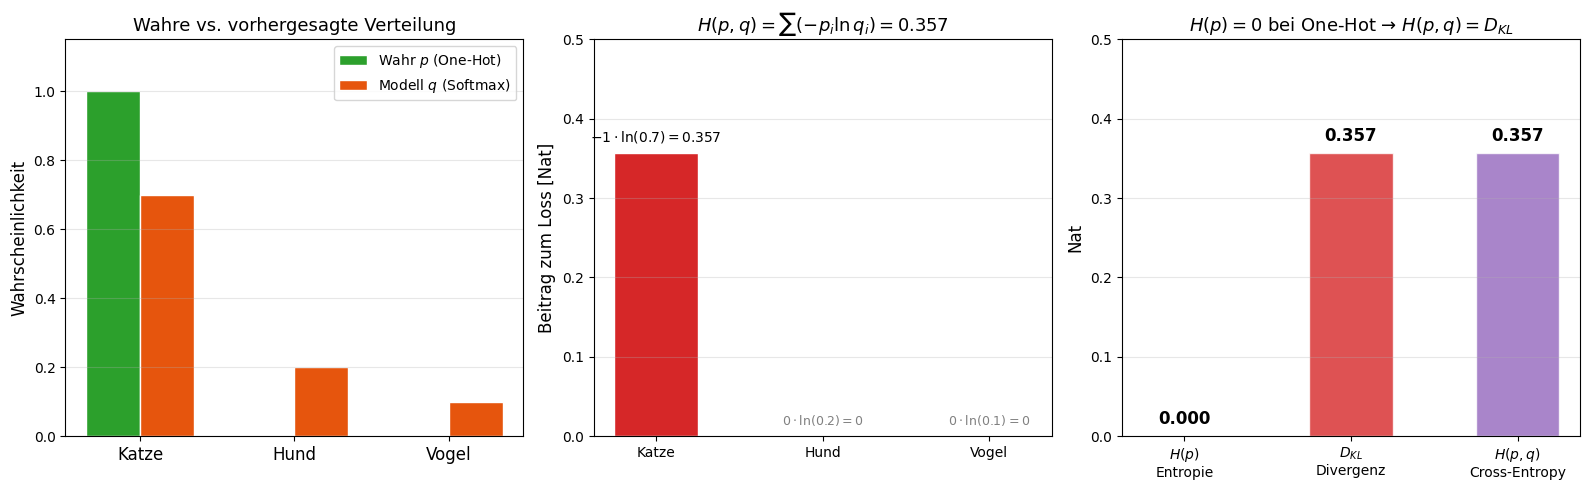 Wahre vs. vorhergesagte Verteilung
Wahrscheinlichkeit
1.0
0.8
0.6
0.4
0.2
0.0
Wahr p (One-Hot)
Modell q (Softmax)
Katze Hund Vogel
H(p, q) = ∑(−p_i ln q_i) = 0.357
Beitrag zum Loss [Nat]
0.5
0.4
0.3
0.2
0.1
0.0
−1 · ln(0.7) = 0.357
0 · ln(0.2) = 0
0 · ln(0.1) = 0
Katze Hund Vogel
H(p) = 0 bei One-Hot → H(p, q) = D_KL
Nat
0.5
0.4
0.3
0.2
0.1
0.0
0.000
0.357
0.357
H(p)
Entropie
D_KL
Divergenz
H(p, q)
Cross-Entropy